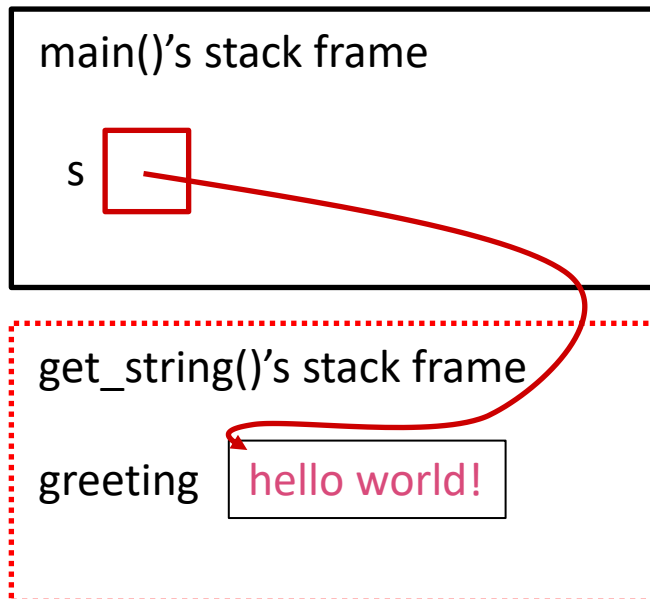 main()'s stack frame
s
get_string()'s stack frame
greeting hello world!